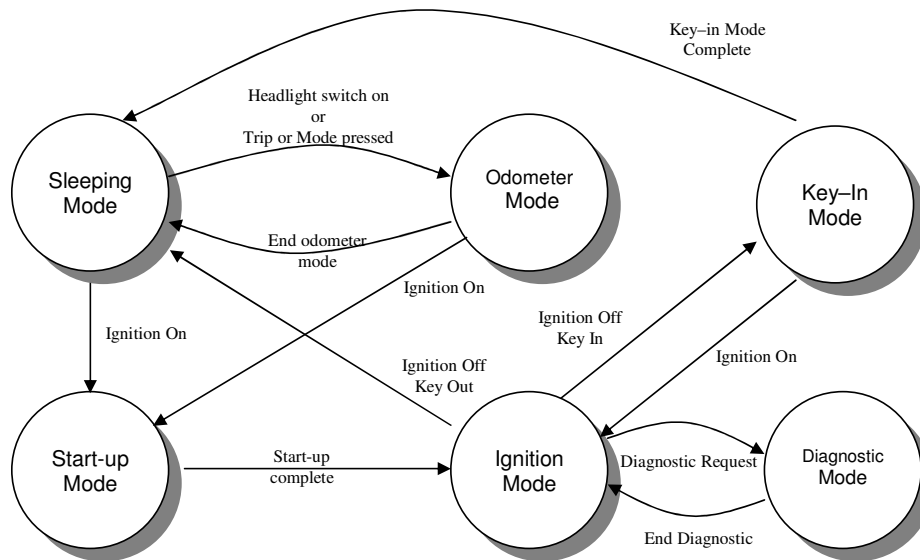 Key–in Mode
Complete
Headlight switch on
or
Trip or Mode pressed
Sleeping
Mode
Odometer
Mode
Key–In
Mode
End odometer
mode
Ignition On
Ignition On
Ignition Off
Key In
Ignition On
Ignition Off
Key Out
Start-up
Mode
Start-up
complete
Ignition
Mode
Diagnostic Request
Diagnostic
Mode
End Diagnostic